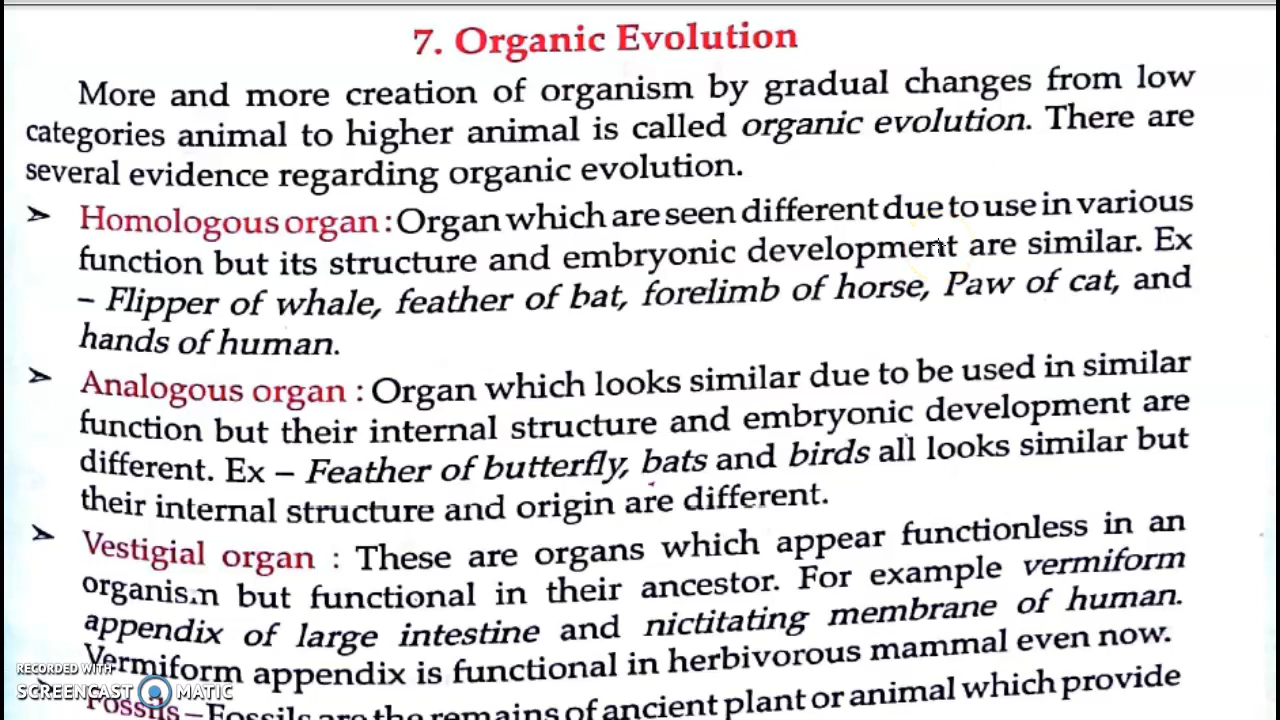 7. Organic Evolution
More and more creation of organism by gradual changes from low
categories animal to higher animal is called organic evolution. There are
several evidence regarding organic evolution.
➤ Homologous organ : Organ which are seen different due to use in various
function but its structure and embryonic development are similar. Ex
– Flipper of whale, feather of bat, forelimb of horse, Paw of cat, and
hands of human.
➤ Analogous organ : Organ which looks similar due to be used in similar
function but their internal structure and embryonic development are
different. Ex – Feather of butterfly, bats and birds all looks similar but
their internal structure and origin are different.
➤ Vestigial organ : These are organs which appear functionless in an
organism but functional in their ancestor. For example vermiform
appendix of large intestine and nictitating membrane of human.
Vermiform appendix is functional in herbivorous mammal even now.
Fossils – Fossils are the remains of ancient plant or animal which provide
RECORDED WITH
SCREENCAST MATIC